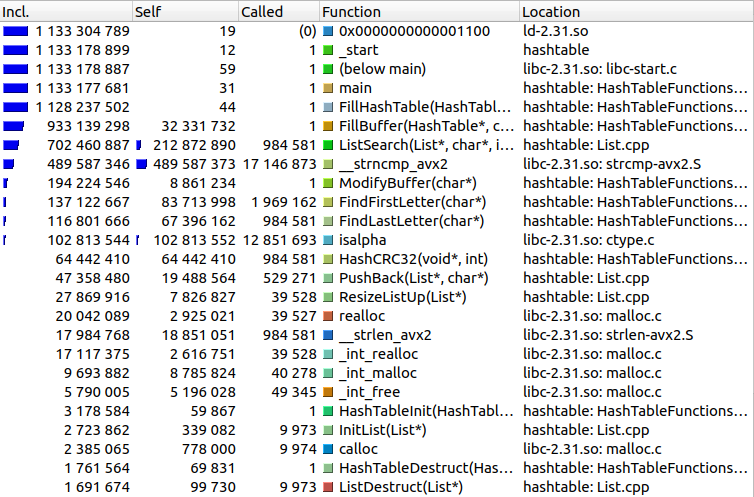 Incl. Self Called Function Location
1 133 304 789 19 (0) 0x0000000000001100 ld-2.31.so
1 133 178 899 12 1 _start hashtable
1 133 178 887 59 1 (below main) libc-2.31.so: libc-start.c
1 133 177 681 31 1 main hashtable: HashTableFunctions...
1 128 237 502 44 1 FillHashTable(HashTabl... hashtable: HashTableFunctions...
933 139 298 32 331 732 1 FillBuffer(HashTable*, c... hashtable: HashTableFunctions...
702 460 887 212 872 890 984 581 ListSearch(List*, char*, i... hashtable: List.cpp
489 587 346 489 587 373 17 146 873 __strncmp_avx2 libc-2.31.so: strcmp-avx2.S
194 224 546 8 861 234 1 ModifyBuffer(char*) hashtable: HashTableFunctions...
137 122 667 83 713 998 1 969 162 FindFirstLetter(char*) hashtable: HashTableFunctions...
116 801 666 67 396 162 984 581 FindLastLetter(char*) hashtable: HashTableFunctions...
102 813 544 102 813 552 12 851 693 isalpha libc-2.31.so: ctype.c
64 442 410 64 442 410 984 581 HashCRC32(void*, int) hashtable: HashTableFunctions...
47 358 480 19 488 564 529 271 PushBack(List*, char*) hashtable: List.cpp
27 869 916 7 826 827 39 528 ResizeListUp(List*) hashtable: List.cpp
20 042 089 2 925 021 39 527 realloc libc-2.31.so: malloc.c
17 984 768 18 851 051 984 581 __strlen_avx2 libc-2.31.so: strlen-avx2.S
17 117 375 2 616 751 39 528 _int_realloc libc-2.31.so: malloc.c
9 693 882 8 785 824 40 278 _int_malloc libc-2.31.so: malloc.c
5 790 005 5 196 028 49 345 _int_free libc-2.31.so: malloc.c
3 178 584 59 867 1 HashTableInit(HashTabl... hashtable: HashTableFunctions...
2 723 862 339 082 9 973 InitList(List*) hashtable: List.cpp
2 385 065 778 000 9 974 calloc libc-2.31.so: malloc.c
1 761 564 69 831 1 HashTableDestruct(Has... hashtable: HashTableFunctions...
1 691 674 99 730 9 973 ListDestruct(List*) hashtable: List.cpp